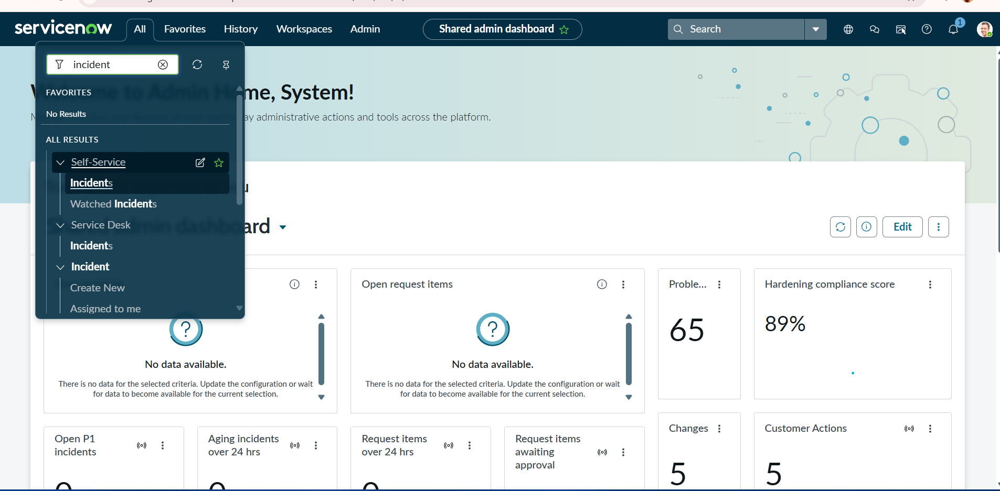 servicenow
All
Favorites
History
Workspaces
Admin
Shared admin dashboard
Search
1
incident
FAVORITES
No Results
ALL RESULTS
Self-Service
Incidents
Watched Incidents
Service Desk
Incidents
Incident
Create New
Assigned to me
me, System!
ay administrative actions and tools across the platform.
ard
Edit
No data available.
There is no data for the selected criteria. Update the configuration or wait
for data to become available for the current selection.
Open request items
No data available.
There is no data for the selected criteria. Update the configuration or wait
for data to become available for the current selection.
Proble...
65
Hardening compliance score
89%
Open P1
incidents
Aging incidents
over 24 hrs
Request items
over 24 hrs
Request items
awaiting
approval
Changes
5
Customer Actions
5